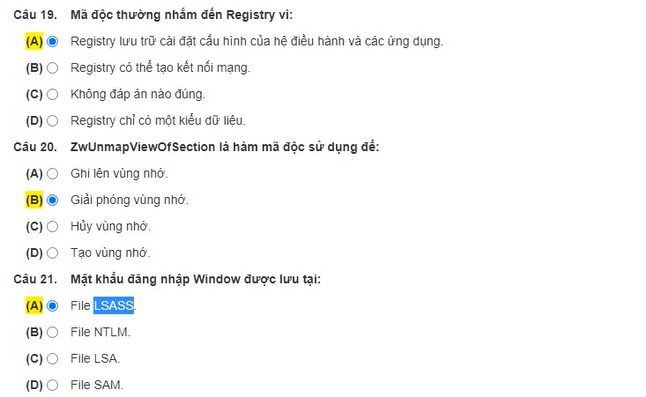 Câu 19. Mã độc thường nhắm đến Registry vì:
(A) Registry lưu trữ cài đặt cấu hình của hệ điều hành và các ứng dụng.
(B) Registry có thể tạo kết nối mạng.
(C) Không đáp án nào đúng.
(D) Registry chỉ có một kiểu dữ liệu.
Câu 20. ZwUnmapViewOfSection là hàm mã độc sử dụng để:
(A) Ghi lên vùng nhớ.
(B) Giải phóng vùng nhớ.
(C) Hủy vùng nhớ.
(D) Tạo vùng nhớ.
Câu 21. Mật khẩu đăng nhập Window được lưu tại:
(A) File LSASS.
(B) File NTLM.
(C) File LSA.
(D) File SAM.